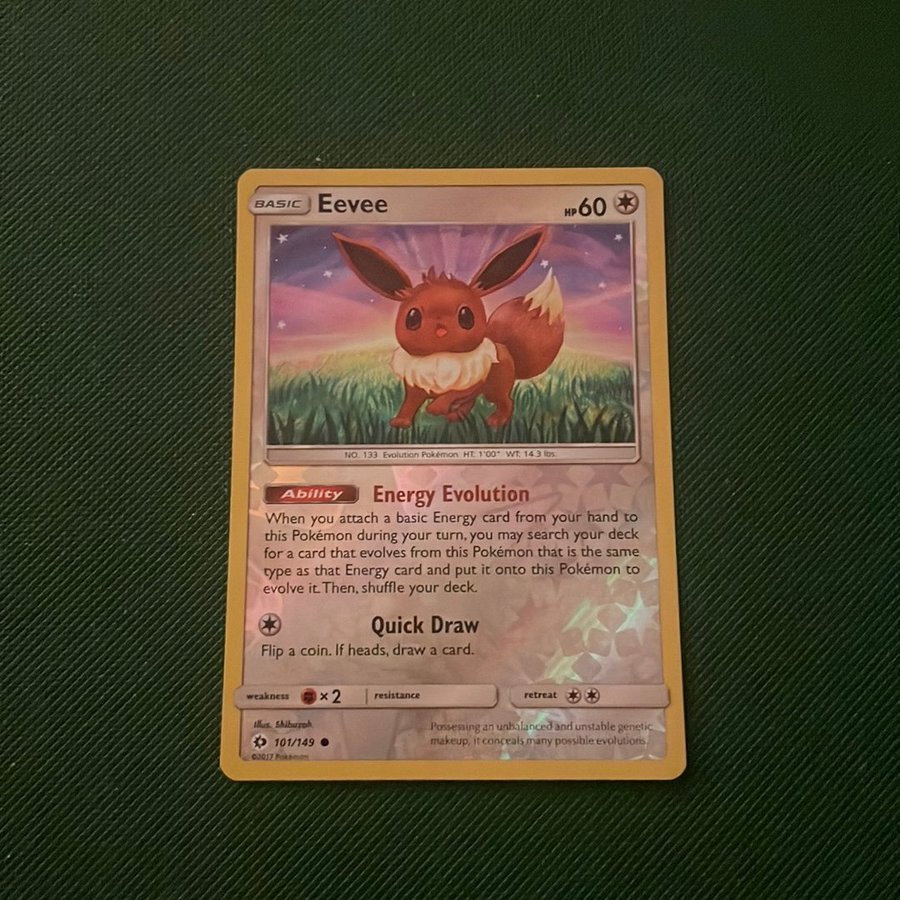 BASIC Eevee HP 60
NO. 133 Evolution Pokémon HT: 1'00" WT: 14.3 lbs.
Ability Energy Evolution
When you attach a basic Energy card from your hand to
this Pokémon during your turn, you may search your deck
for a card that evolves from this Pokémon that is the same
type as that Energy card and put it onto this Pokémon to
evolve it. Then, shuffle your deck.
Quick Draw
Flip a coin. If heads, draw a card.
weakness ×2 resistance retreat
Illus. Shibuzoh.
Possessing an unbalanced and unstable genetic
101/149
makeup, it conceals many possible evolutions.
©2017 Pokémon